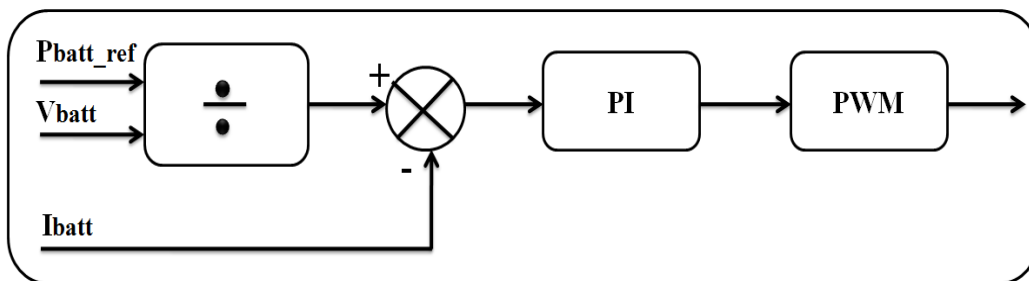 Pbatt_ref
Vbatt
÷
+
-
PI
PWM
Ibatt